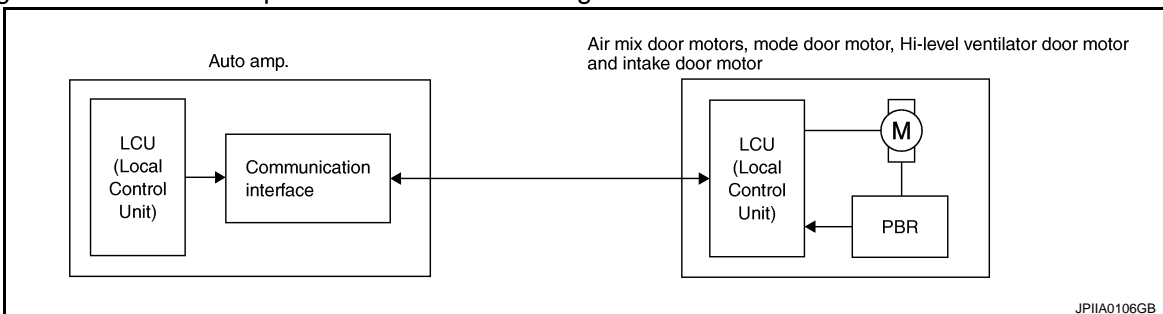 Auto amp.
Air mix door motors, mode door motor, Hi-level ventilator door motor
and intake door motor
LCU
(Local
Control
Unit)
Communication
interface
LCU
(Local
Control
Unit)
M
PBR
JPIIA0106GB